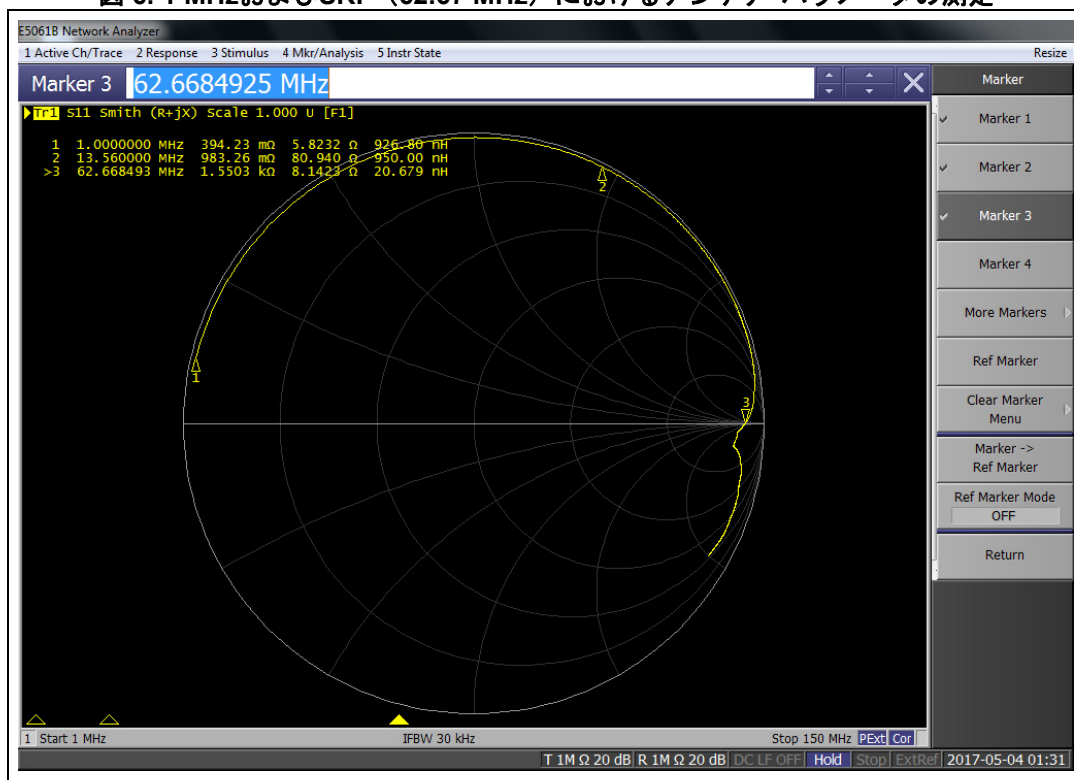 E5061B Network Analyzer
1 Active Ch/Trace 2 Response 3 Stimulus 4 Mkr/Analysis 5 Instr State Resize
Marker 3 62.6684925 MHz
Tr1 S11 Smith (R+jX) Scale 1.000 U [F1]
1 1.0000000 MHz 394.23 mΩ 5.8232 Ω 926.80 nH
2 13.560000 MHz 983.26 mΩ 80.940 Ω 950.00 nH
>3 62.668493 MHz 1.5503 kΩ 8.1423 Ω 20.679 nH
1
2
3
Marker
Marker 1
Marker 2
Marker 3
Marker 4
More Markers
Ref Marker
Clear Marker
Menu
Marker ->
Ref Marker
Ref Marker Mode
OFF
Return
1 Start 1 MHz IFBW 30 kHz Stop 150 MHz PExt Cor
T 1M Ω 20 dB R 1M Ω 20 dB DC LF OFF Hold Stop ExtRef 2017-05-04 01:31